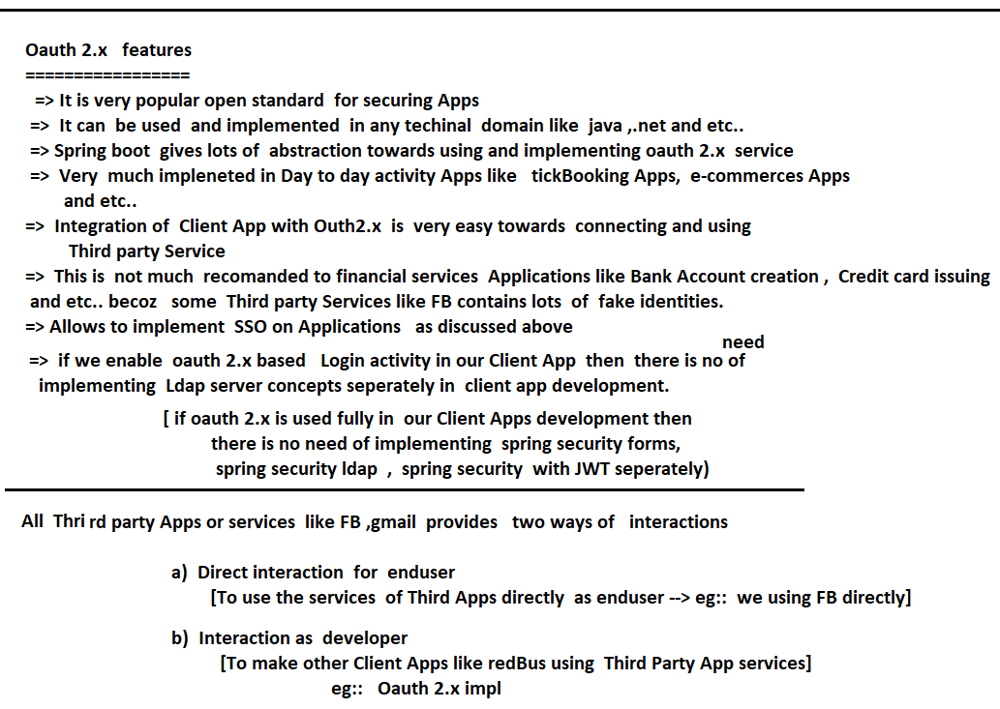 Oauth 2.x features
=================
=> It is very popular open standard for securing Apps
=> It can be used and implemented in any techinal domain like java ,.net and etc..
=> Spring boot gives lots of abstraction towards using and implementing oauth 2.x service
=> Very much impleneted in Day to day activity Apps like tickBooking Apps, e-commerces Apps
and etc..
=> Integration of Client App with Outh2.x is very easy towards connecting and using
Third party Service
=> This is not much recomanded to financial services Applications like Bank Account creation , Credit card issuing
and etc.. becoz some Third party Services like FB contains lots of fake identities.
=> Allows to implement SSO on Applications as discussed above
need
=> if we enable oauth 2.x based Login activity in our Client App then there is no of
implementing Ldap server concepts seperately in client app development.
[ if oauth 2.x is used fully in our Client Apps development then
there is no need of implementing spring security forms,
spring security ldap , spring security with JWT seperately)
All Thri rd party Apps or services like FB ,gmail provides two ways of interactions
a) Direct interaction for enduser
[To use the services of Third Apps directly as enduser --> eg:: we using FB directly]
b) Interaction as developer
[To make other Client Apps like redBus using Third Party App services]
eg:: Oauth 2.x impl